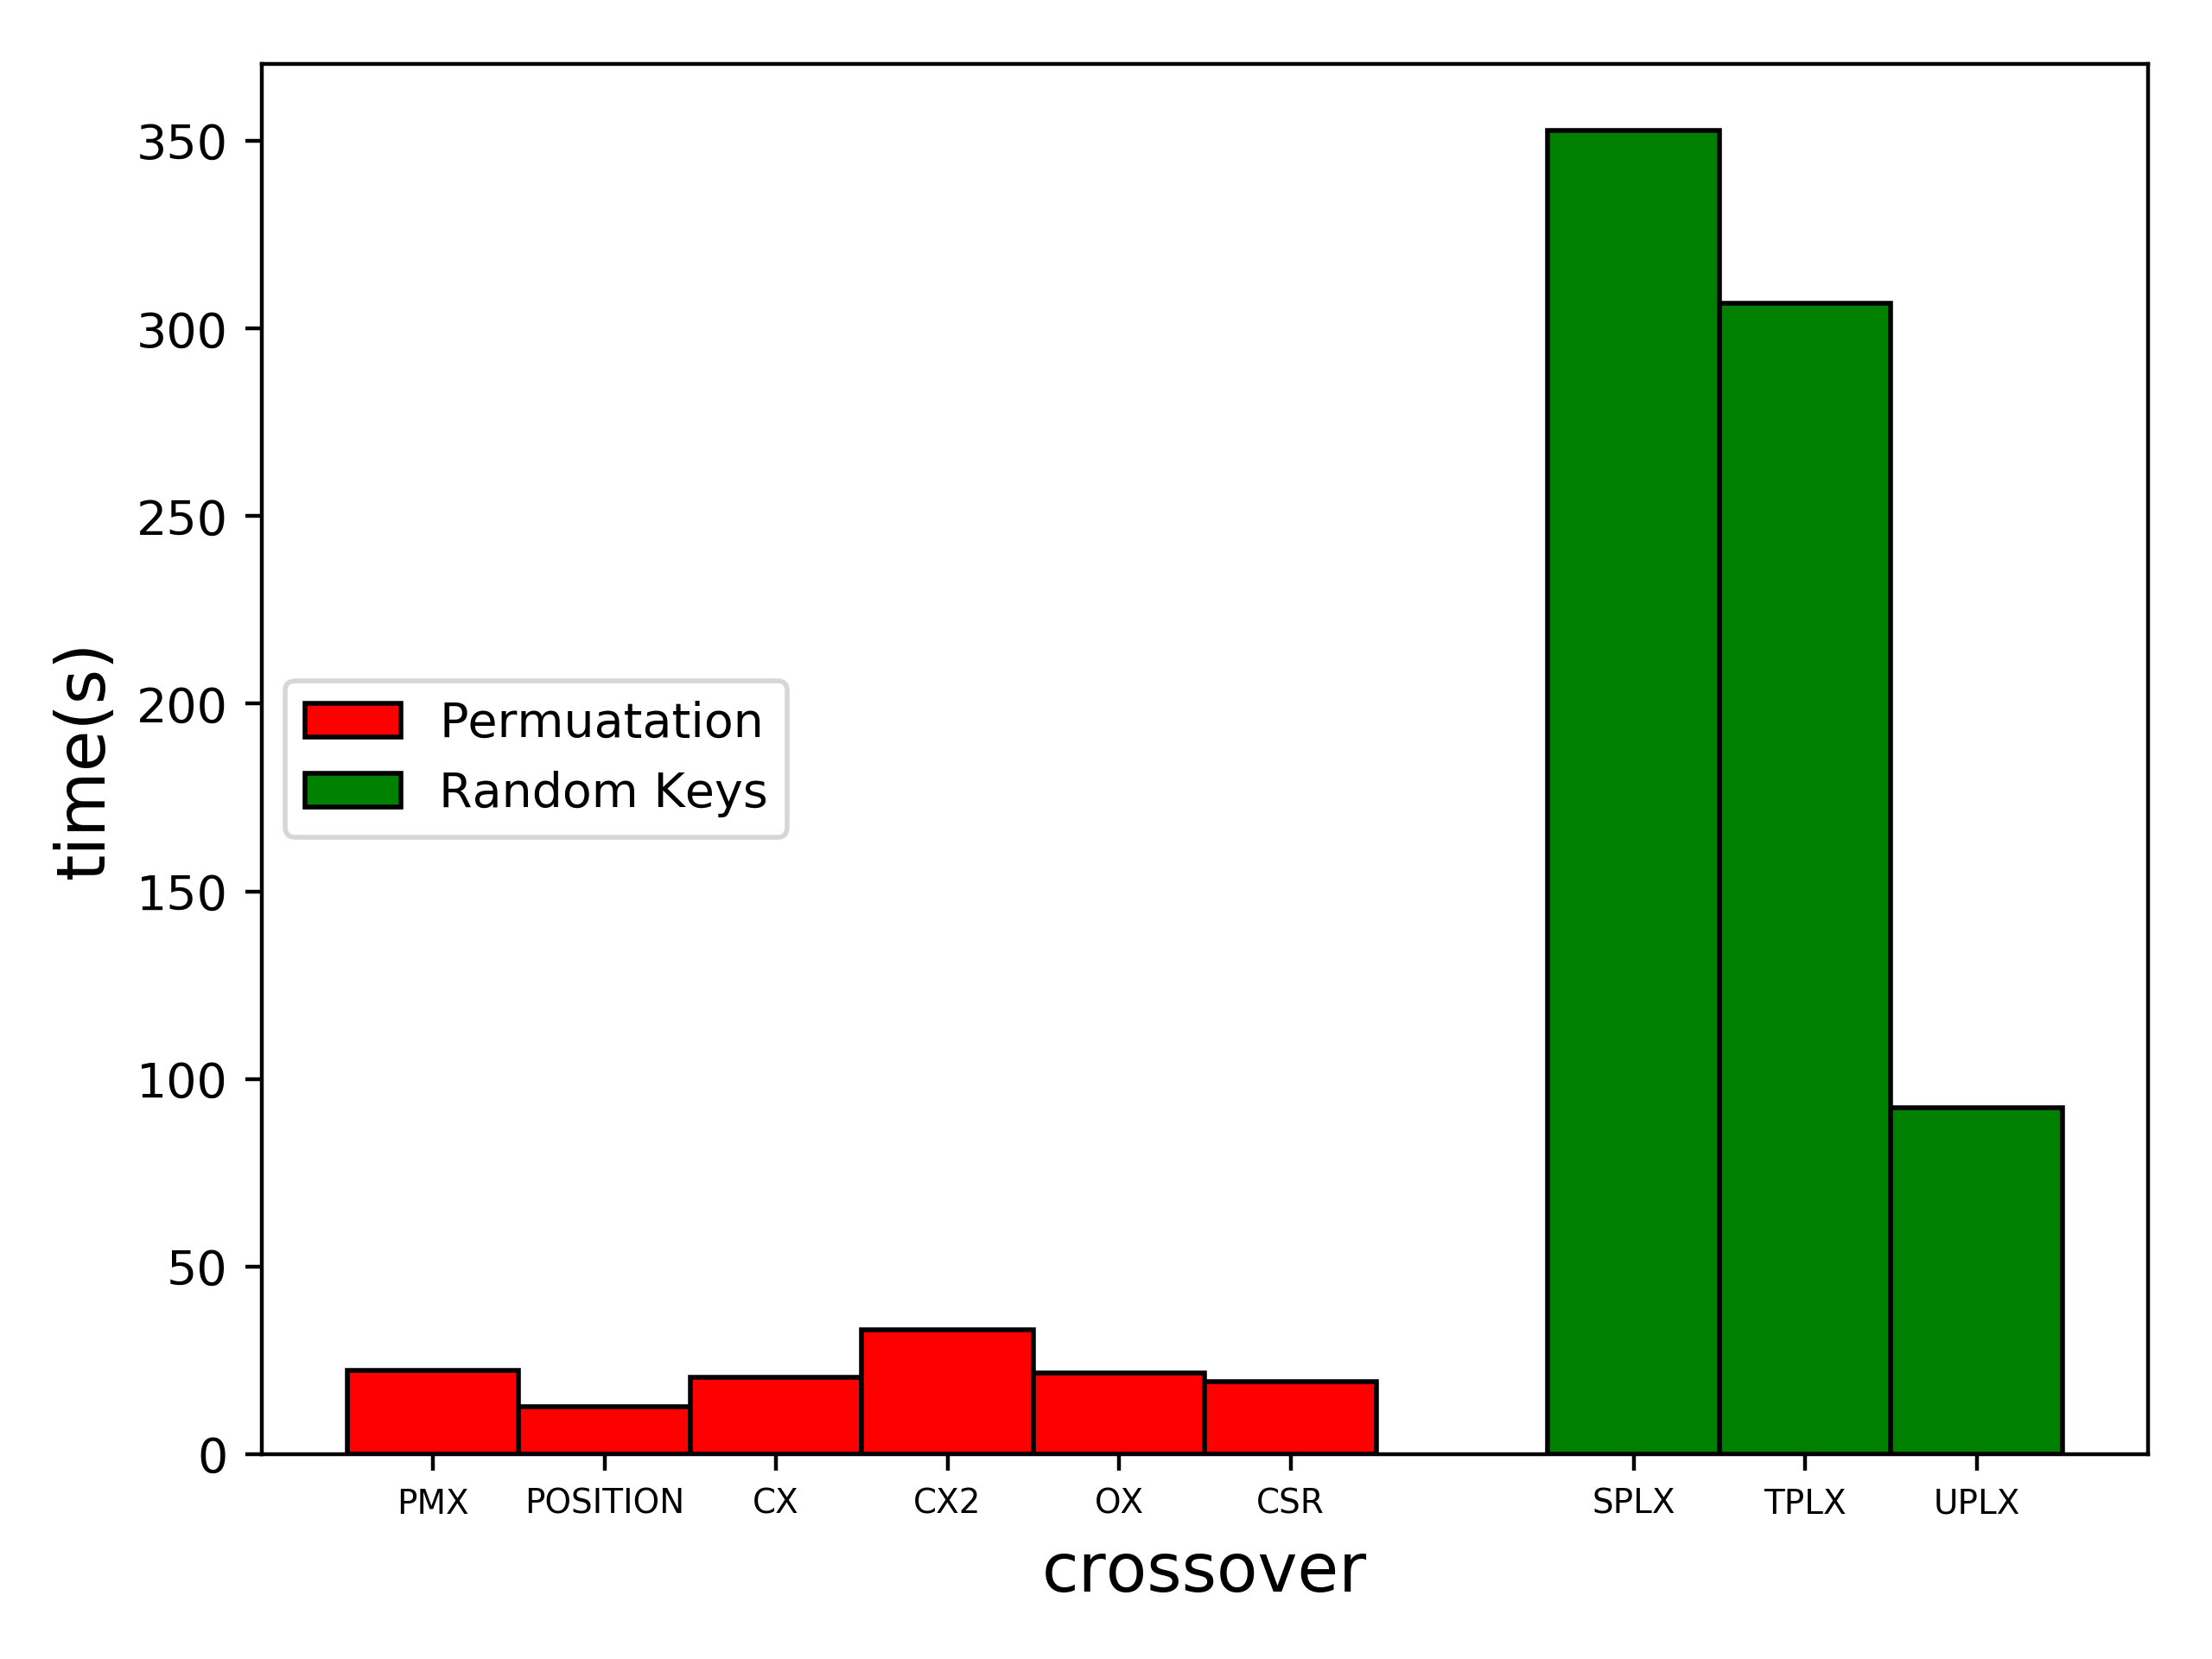 350
300
250
200
150
100
50
0
time(s)
Permuatation
Random Keys
PMX POSITION CX CX2 OX CSR SPLX TPLX UPLX
crossover